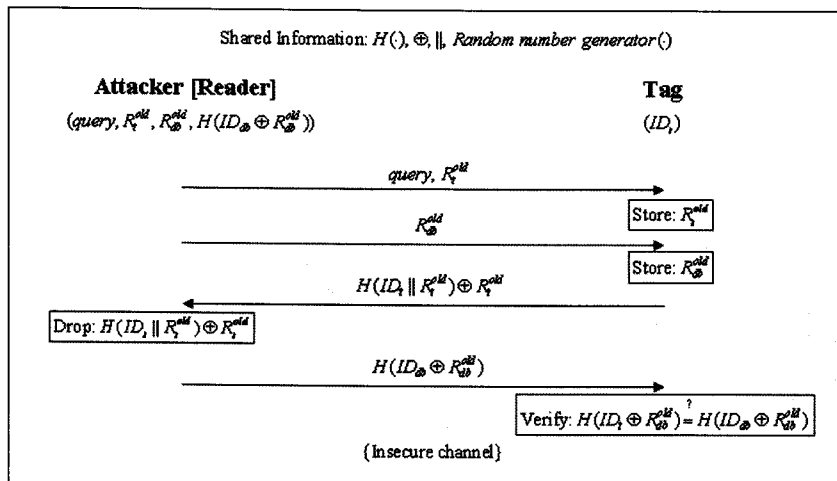 Shared Information: H(·), ⊕, ||, Random number generator(·)
Attacker [Reader]
Tag
(query, R_t^old, R_db^old, H(ID_db ⊕ R_db^old))
(ID_t)
query, R_t^old
Store: R_t^old
R_db^old
Store: R_db^old
H(ID_t || R_t^old) ⊕ R_t^old
Drop: H(ID_t || R_t^old) ⊕ R_t^old
H(ID_db ⊕ R_db^old)
Verify: H(ID_t ⊕ R_db^old) ?= H(ID_db ⊕ R_db^old)
{Insecure channel}